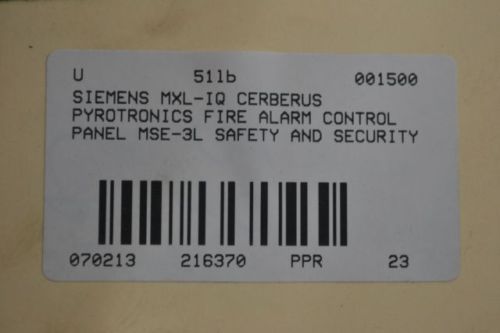 U 51lb 001500
SIEMENS MXL-IQ CERBERUS
PYROTRONICS FIRE ALARM CONTROL
PANEL MSE-3L SAFETY AND SECURITY
070213 216370 PPR 23